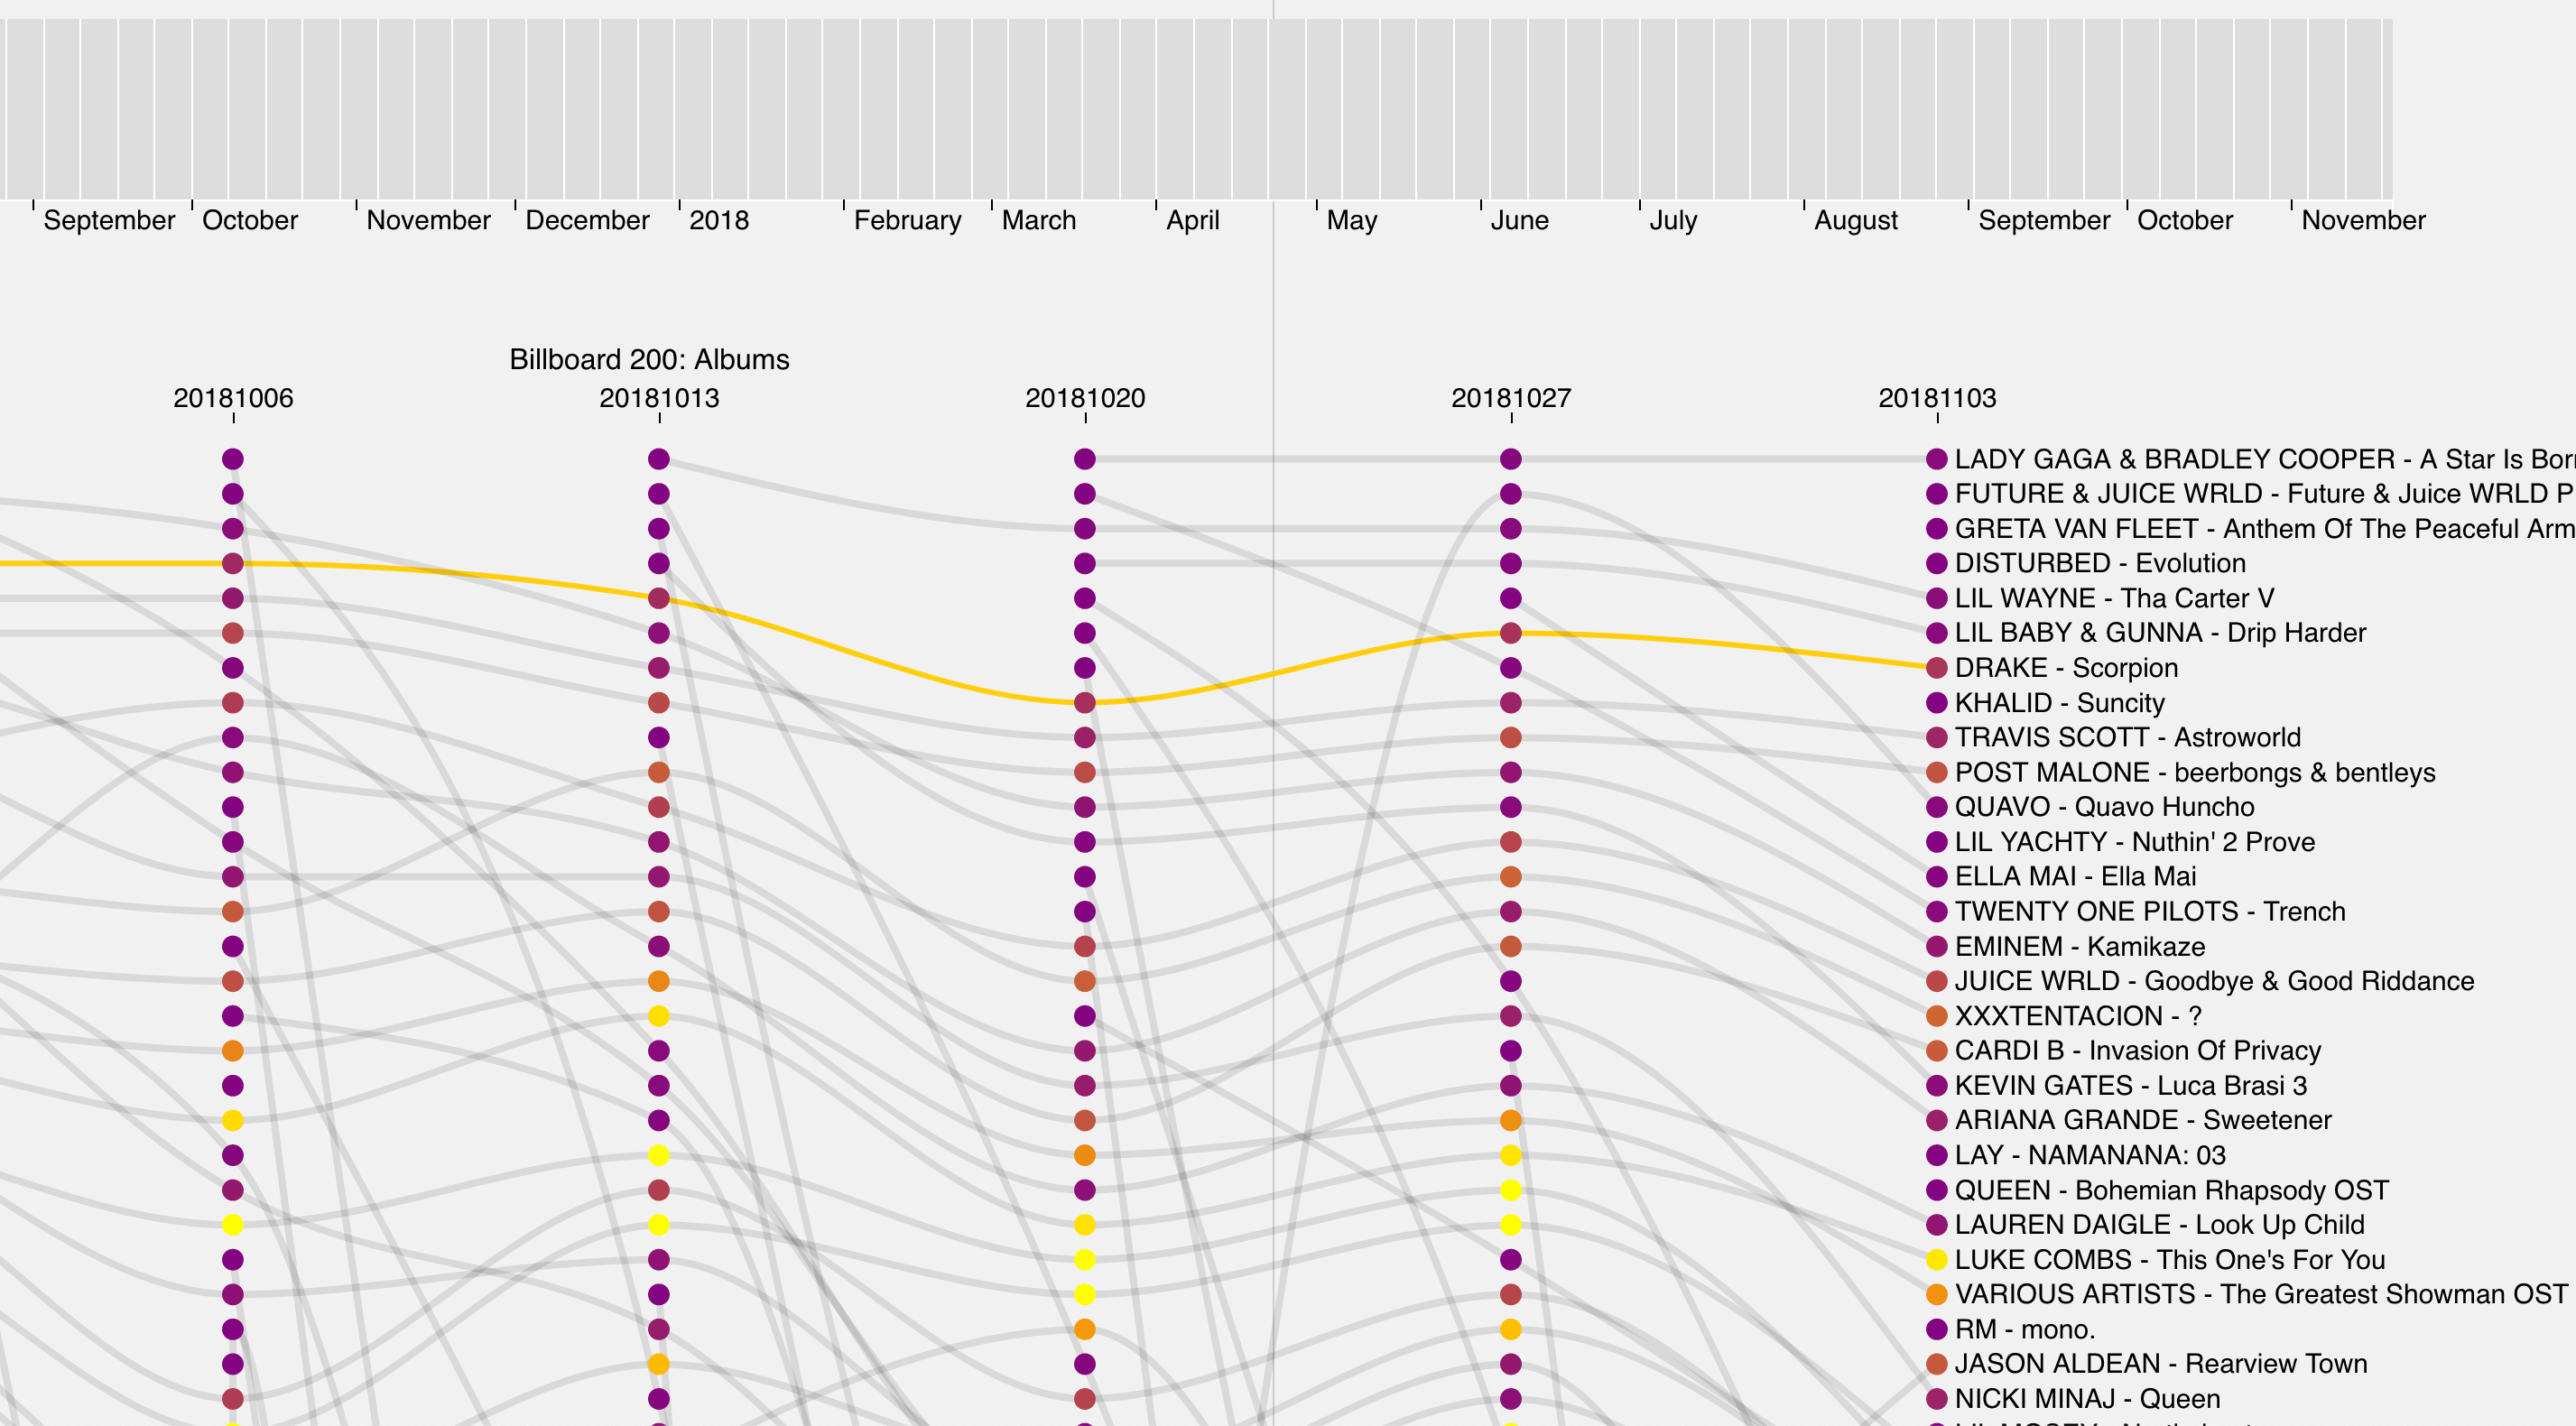 September October November December 2018 February March April May June July August September October November
Billboard 200: Albums
20181006 20181013 20181020 20181027 20181103
LADY GAGA & BRADLEY COOPER - A Star Is
FUTURE & JUICE WRLD - Future & Juice WRLD P
GRETA VAN FLEET - Anthem Of The Peaceful Arm
DISTURBED - Evolution
LIL WAYNE - Tha Carter V
LIL BABY & GUNNA - Drip Harder
DRAKE - Scorpion
KHALID - Suncity
TRAVIS SCOTT - Astroworld
POST MALONE - beerbongs & bentleys
QUAVO - Quavo Huncho
LIL YACHTY - Nuthin' 2 Prove
ELLA MAI - Ella Mai
TWENTY ONE PILOTS - Trench
EMINEM - Kamikaze
JUICE WRLD - Goodbye & Good Riddance
XXXTENTACION - ?
CARDI B - Invasion Of Privacy
KEVIN GATES - Luca Brasi 3
ARIANA GRANDE - Sweetener
LAY - NAMANANA: 03
QUEEN - Bohemian Rhapsody OST
LAUREN DAIGLE - Look Up Child
LUKE COMBS - This One's For You
VARIOUS ARTISTS - The Greatest Showman OST
RM - mono.
JASON ALDEAN - Rearview Town
NICKI MINAJ - Queen